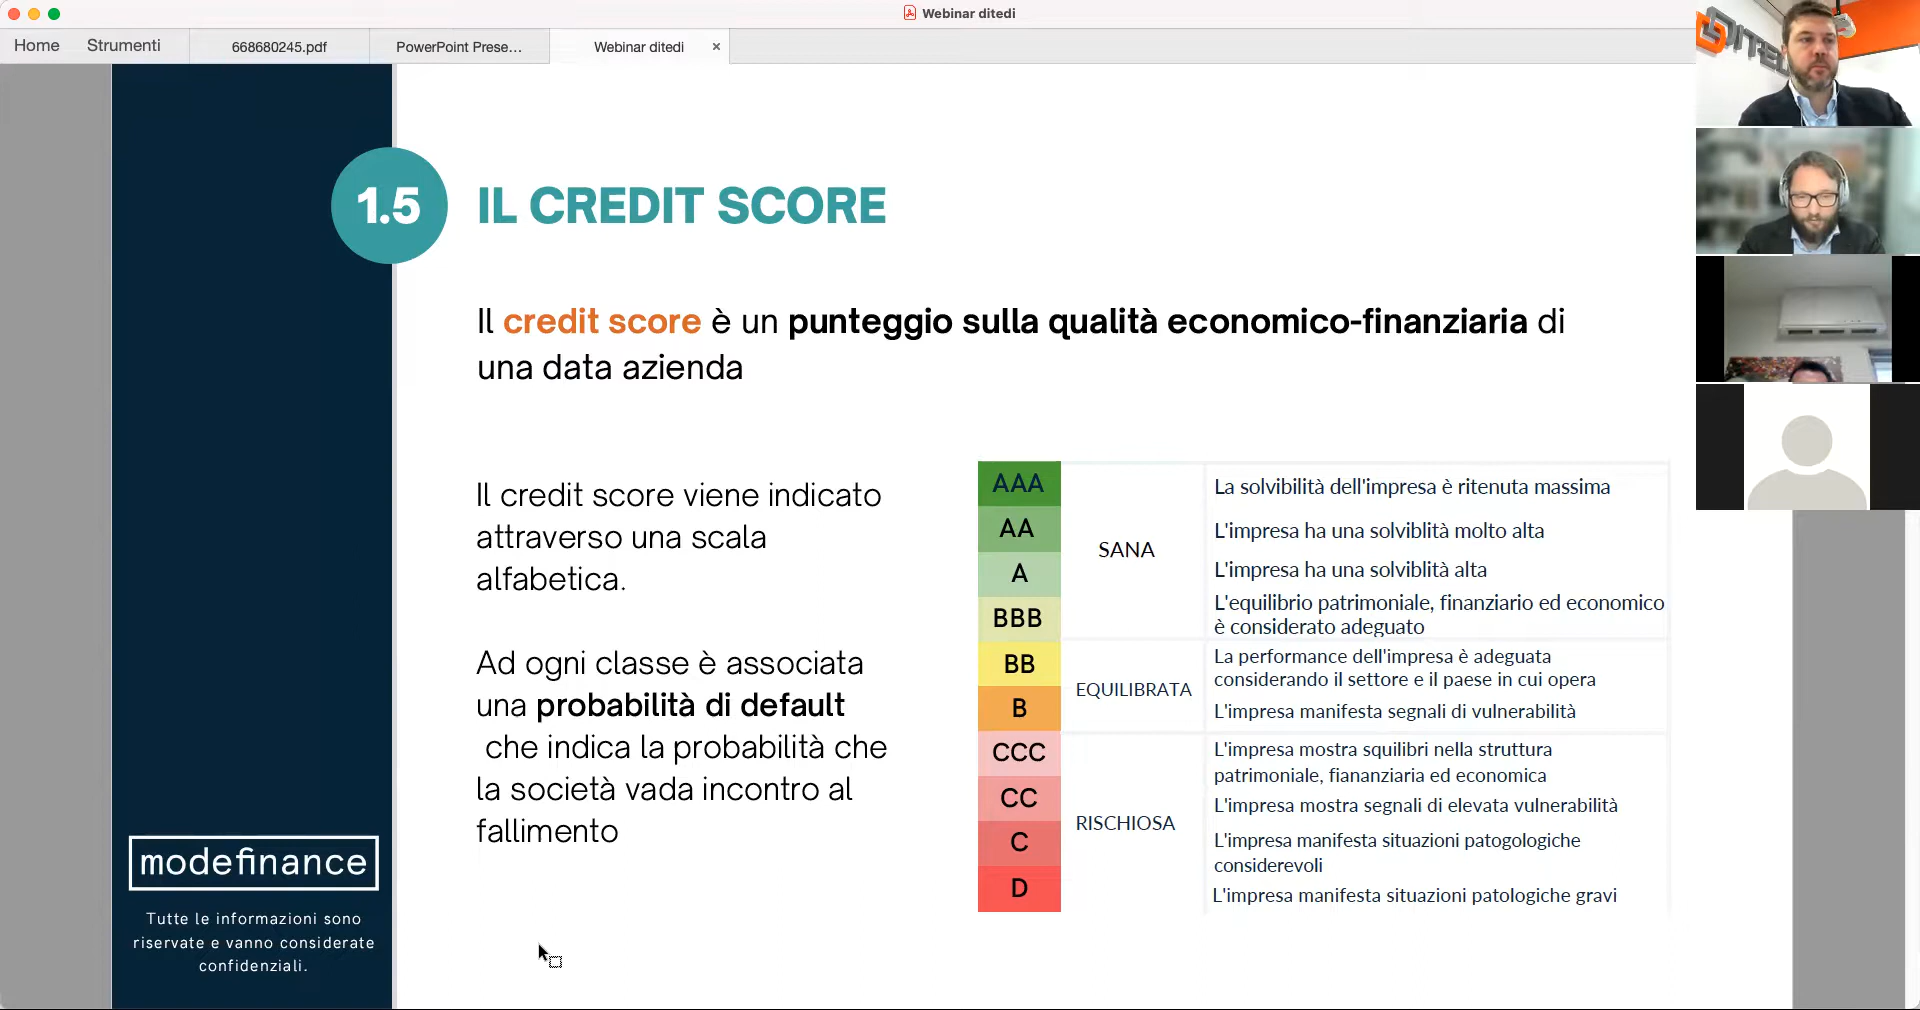 Webinar ditedi
Home
Strumenti
668680245.pdf
PowerPoint Prese...
Webinar ditedi
×
DITEDI
1.5
IL CREDIT SCORE
Il credit score è un punteggio sulla qualità economico-finanziaria di
una data azienda
Il credit score viene indicato
attraverso una scala
alfabetica.
Ad ogni classe è associata
una probabilità di default
che indica la probabilità che
la società vada incontro al
fallimento
AAA
La solvibilità dell'impresa è ritenuta massima
AA
L'impresa ha una solviblità molto alta
SANA
A
L'impresa ha una solviblità alta
BBB
L'equilibrio patrimoniale, finanziario ed economico
è considerato adeguato
BB
La performance dell'impresa è adeguata
considerando il settore e il paese in cui opera
EQUILIBRATA
B
L'impresa manifesta segnali di vulnerabilità
CCC
L'impresa mostra squilibri nella struttura
patrimoniale, fiananziaria ed economica
CC
L'impresa mostra segnali di elevata vulnerabilità
RISCHIOSA
C
L'impresa manifesta situazioni patogologiche
considerevoli
D
L'impresa manifesta situazioni patologiche gravi
modefinance
Tutte le informazioni sono
riservate e vanno considerate
confidenziali.